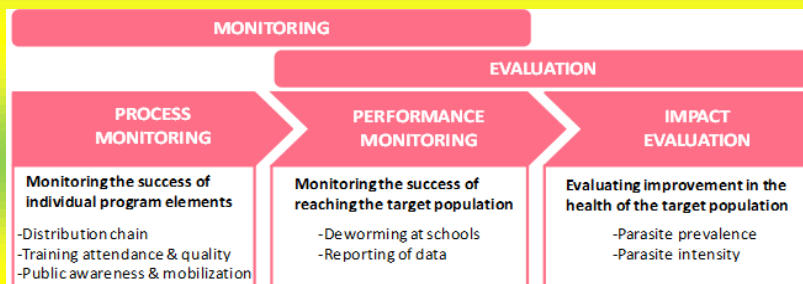 MONITORING
EVALUATION
PROCESS
MONITORING
PERFORMANCE
MONITORING
IMPACT
EVALUATION
Monitoring the success of
individual program elements
-Distribution chain
-Training attendance & quality
-Public awareness & mobilization
Monitoring the success of
reaching the target population
-Deworming at schools
-Reporting of data
Evaluating improvement in the
health of the target population
-Parasite prevalence
-Parasite intensity